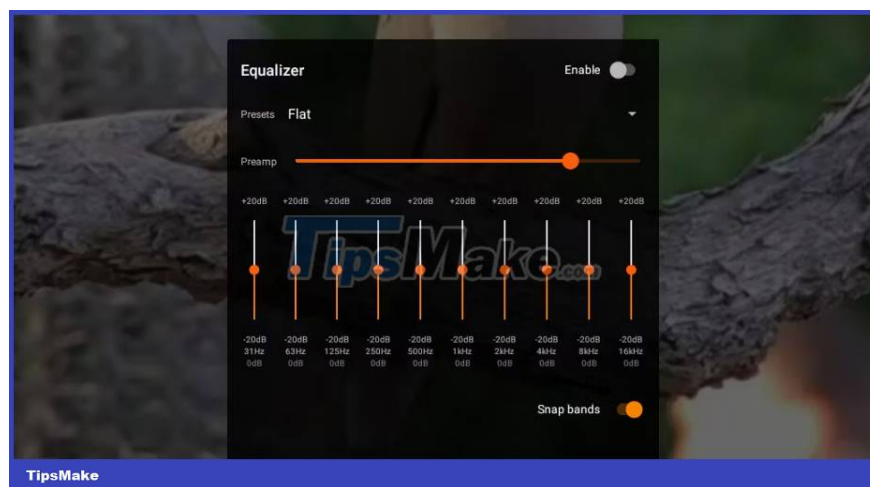 Equalizer Enable
Presets Flat
Preamp
+20dB +20dB +20dB +20dB +20dB +20dB +20dB +20dB +20dB +20dB
TipsMake.com
-20dB -20dB -20dB -20dB -20dB -20dB -20dB -20dB -20dB -20dB
31Hz 63Hz 125Hz 250Hz 500Hz 1kHz 2kHz 4kHz 8kHz 16kHz
0dB 0dB 0dB 0dB 0dB 0dB 0dB 0dB 0dB 0dB
Snap bands
TipsMake